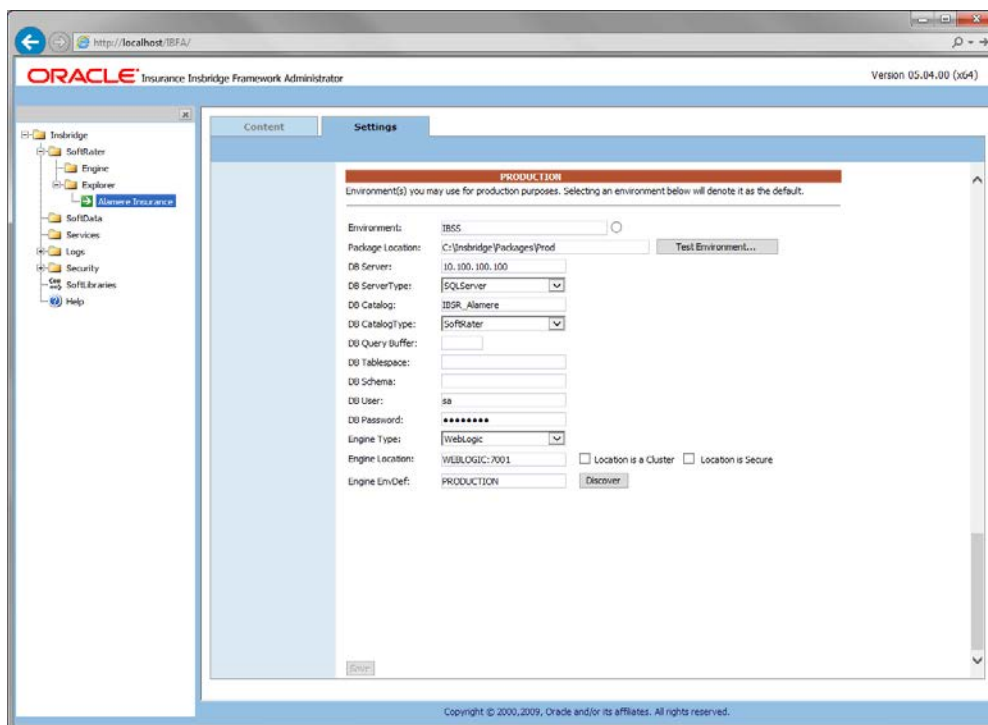 http://localhost/IBFA/
ORACLE Insurance Insbridge Framework Administrator
Version 05.04.00 (x64)
Insbridge
SoftRater
Engine
Explorer
Alamere Insurance
SoftData
Services
Logs
Security
SoftLibraries
Help
Content Settings
PRODUCTION
Environment(s) you may use for production purposes. Selecting an environment below will denote it as the default.
Environment: IBSS
Package Location: C:\Insbridge\Packages\Prod Test Environment...
DB Server: 10.100.100.100
DB ServerType: SQLServer
DB Catalog: IBSR_Alamere
DB CatalogType: SoftRater
DB Query Buffer:
DB Tablespace:
DB Schema:
DB User: sa
DB Password: ••••••••
Engine Type: WebLogic
Engine Location: WEBLOGIC:7001 Location is a Cluster Location is Secure
Engine EnvDef: PRODUCTION Discover
Save
Copyright © 2000,2009, Oracle and/or its affiliates. All rights reserved.